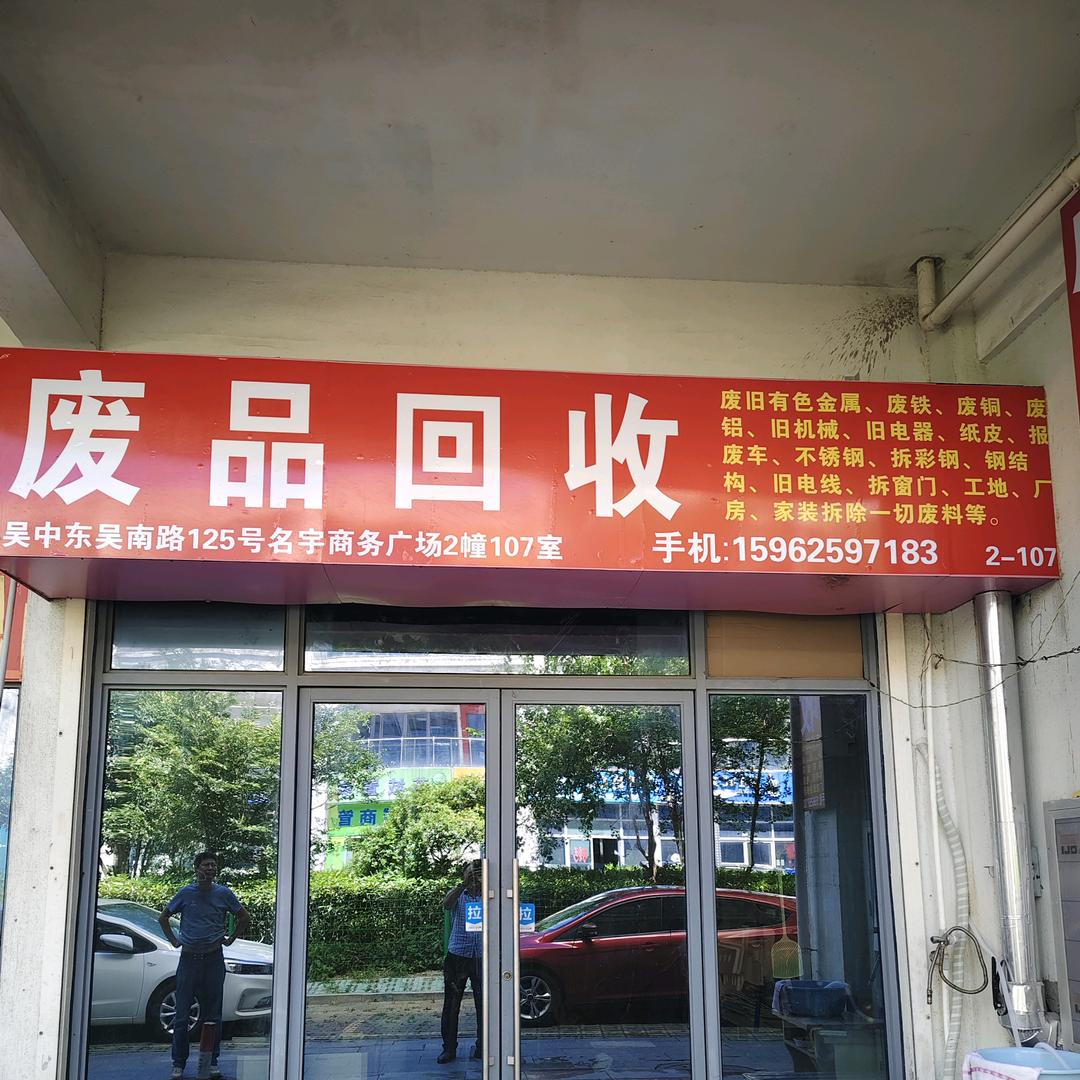 废品回收
废旧有色金属、废铁、废铜、废
铝、旧机械、旧电器、纸皮、报
废车、不锈钢、拆彩钢、钢结
构、旧电线、拆窗门、工地、厂
房、家装拆除一切废料等。
吴中东吴南路125号名宇商务广场2幢107室
手机:15962597183
2-107
管商
拉
拉